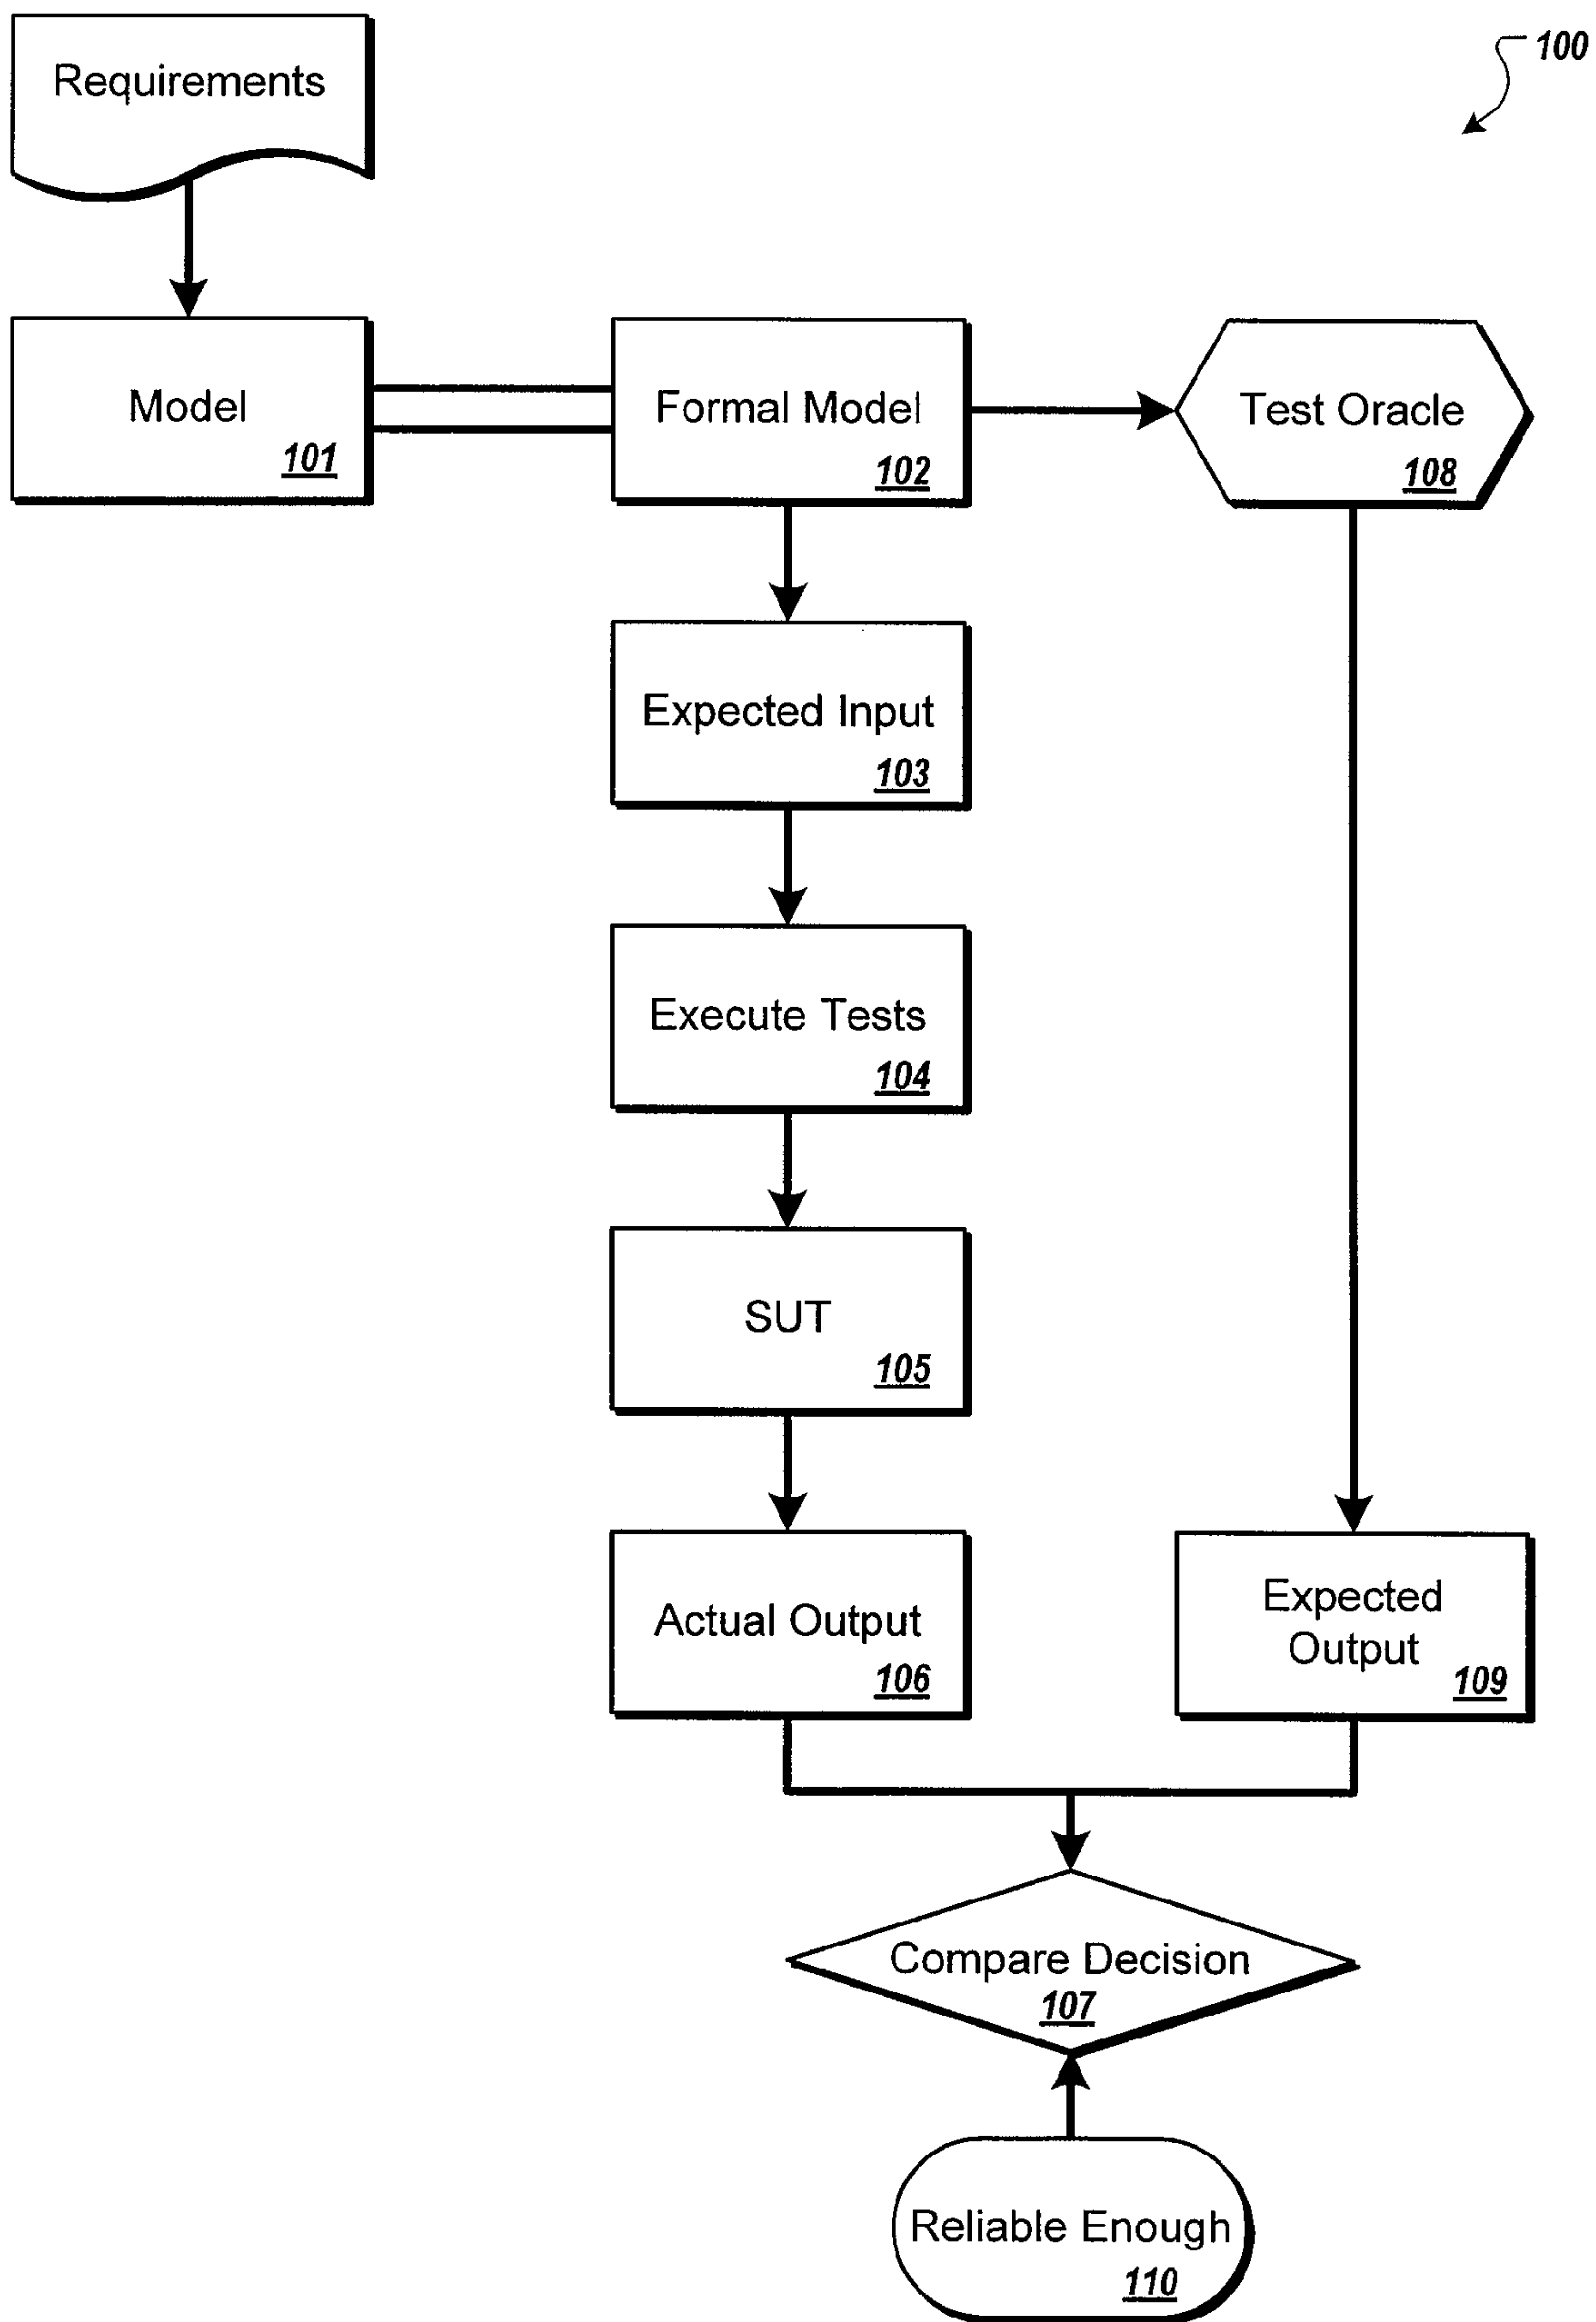 Requirements
100
Model
101
Formal Model
102
Test Oracle
108
Expected Input
103
Execute Tests
104
SUT
105
Actual Output
106
Expected
Output
109
Compare Decision
107
Reliable Enough
110